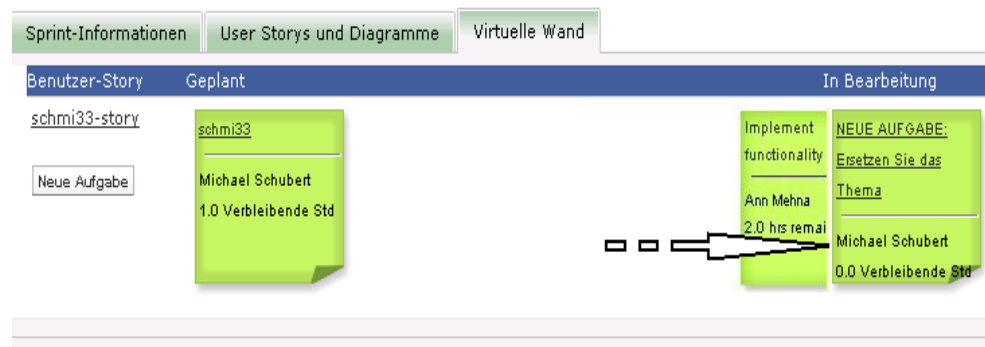 Sprint-Informationen
User Storys und Diagramme
Virtuelle Wand
Benutzer-Story
Geplant
In Bearbeitung
schmi33-story
Neue Aufgabe
schmi33
Michael Schubert
1.0 Verbleibende Std
Implement
functionality
Ann Mehna
2.0 hrs remai
NEUE AUFGABE:
Ersetzen Sie das
Thema
Michael Schubert
0.0 Verbleibende Std